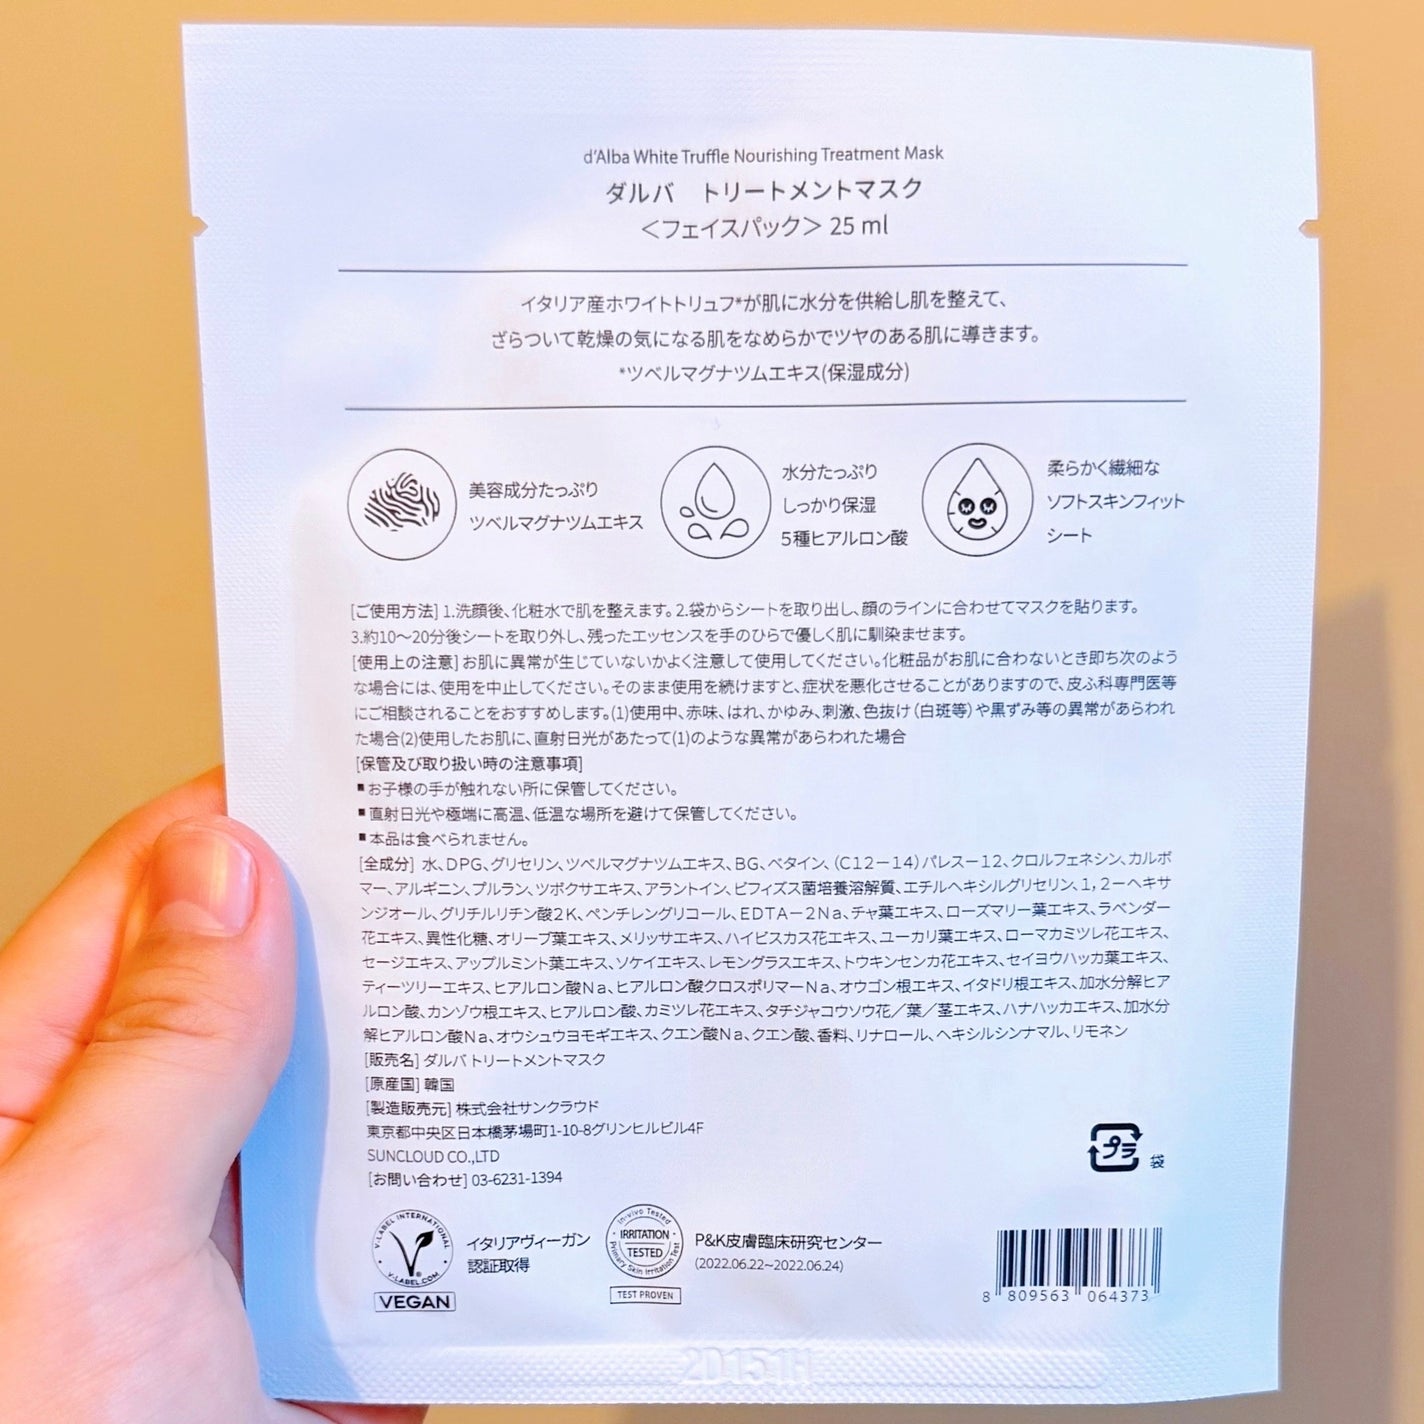 d'Alba White Truffle Nourishing Treatment Mask
ダルバ　トリートメントマスク
＜フェイスパック＞ 25 ml
イタリア産ホワイトトリュフ*が肌に水分を供給し肌を整えて、
ざらついて乾燥の気になる肌をなめらかでツヤのある肌に導きます。
*ツベルマグナツムエキス(保湿成分)
美容成分たっぷり
ツベルマグナツムエキス
水分たっぷり
しっかり保湿
5種ヒアルロン酸
柔らかく繊細な
ソフトスキンフィット
シート
[ご使用方法] 1.洗顔後、化粧水で肌を整えます。2.袋からシートを取り出し、顔のラインに合わせてマスクを貼ります。
3.約10〜20分後シートを取り外し、残ったエッセンスを手のひらで優しく肌に馴染ませます。
[使用上の注意] お肌に異常が生じていないかよく注意して使用してください。化粧品がお肌に合わないとき即ち次のよう
な場合には、使用を中止してください。そのまま使用を続けますと、症状を悪化させることがありますので、皮ふ科専門医等
にご相談されることをおすすめします。(1)使用中、赤味、はれ、かゆみ、刺激、色抜け（白斑等）や黒ずみ等の異常があらわれ
た場合(2)使用したお肌に、直射日光があたって(1)のような異常があらわれた場合
[保管及び取り扱い時の注意事項]
■お子様の手が触れない所に保管してください。
■直射日光や極端に高温、低温な場所を避けて保管してください。
■本品は食べられません。
[全成分] 水、DPG、グリセリン、ツベルマグナツムエキス、BG、ベタイン、（C12－14）パレス－12、クロルフェネシン、カルボ
マー、アルギニン、プルラン、ツボクサエキス、アラントイン、ビフィズス菌培養溶解質、エチルヘキシルグリセリン、1，2－ヘキサ
ンジオール、グリチルリチン酸2K、ペンチレングリコール、EDTA－2Na、チャ葉エキス、ローズマリー葉エキス、ラベンダー
花エキス、異性化糖、オリーブ葉エキス、メリッサエキス、ハイビスカス花エキス、ユーカリ葉エキス、ローマカミツレ花エキス、
セージエキス、アップルミント葉エキス、ソケイエキス、レモングラスエキス、トウキンセンカ花エキス、セイヨウハッカ葉エキス、
ティーツリーエキス、ヒアルロン酸Na、ヒアルロン酸クロスポリマーNa、オウゴン根エキス、イタドリ根エキス、加水分解ヒア
ルロン酸、カンゾウ根エキス、ヒアルロン酸、カミツレ花エキス、タチジャコウソウ花／葉／茎エキス、ハナハッカエキス、加水分
解ヒアルロン酸Na、オウシュウヨモギエキス、クエン酸Na、クエン酸、香料、リナロール、ヘキシルシンナマル、リモネン
[販売名] ダルバ トリートメントマスク
[原産国] 韓国
[製造販売元] 株式会社サンクラウド
東京都中央区日本橋茅場町1-10-8グリンヒルビル4F
SUNCLOUD CO.,LTD
[お問い合わせ] 03-6231-1394
プラ 袋
V-LABEL INTERNATIONAL
V-LABEL.COM
VEGAN
イタリアヴィーガン
認証取得
In-vivo Tested
IRRITATION
TESTED
Primary Skin Irritation Test
TEST PROVEN
P&K皮膚臨床研究センター
(2022.06.22~2022.06.24)
8 809563 064373
2D151H